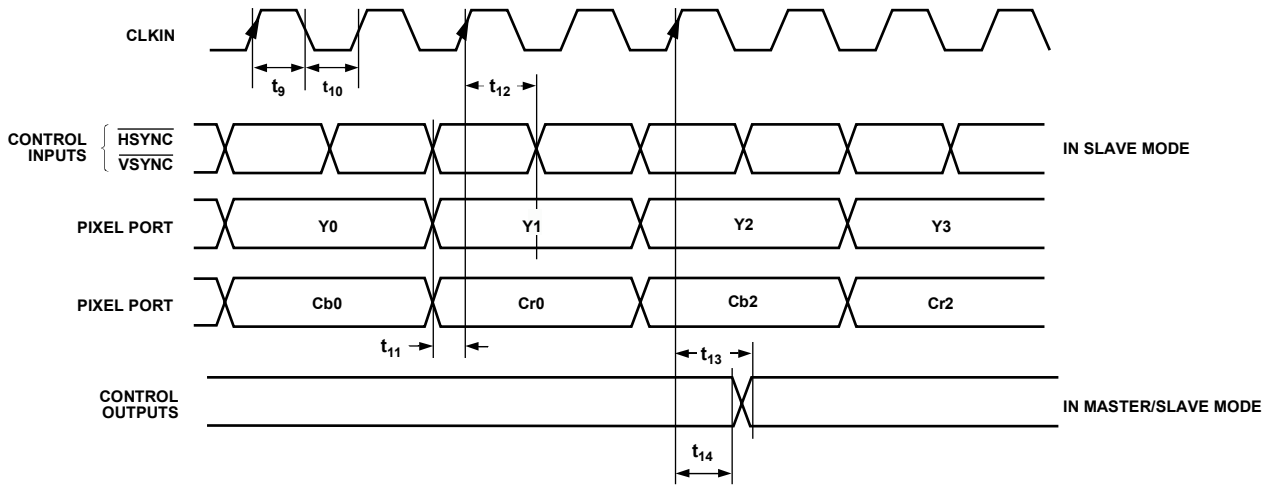 CLKIN
t9
t10
t12
CONTROL
INPUTS
HSYNC
VSYNC
IN SLAVE MODE
PIXEL PORT
Y0
Y1
Y2
Y3
PIXEL PORT
Cb0
Cr0
Cb2
Cr2
t11
t13
CONTROL
OUTPUTS
IN MASTER/SLAVE MODE
t14